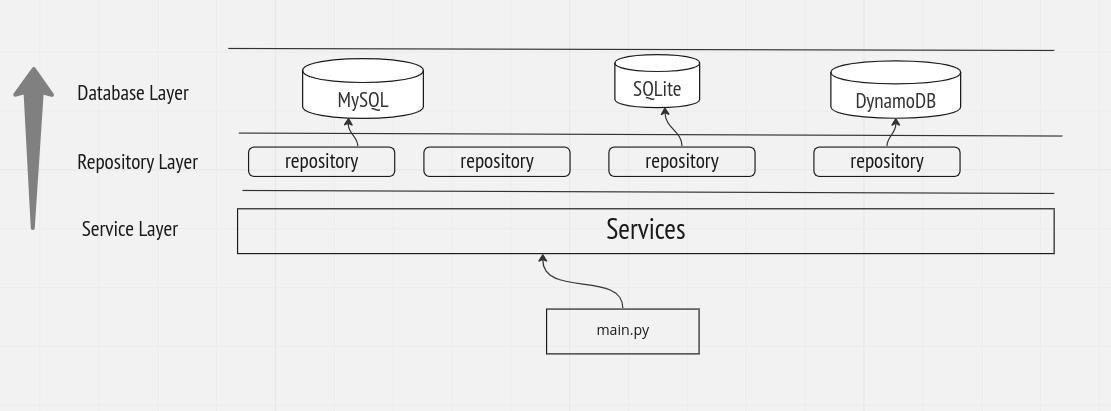 Database Layer
MySQL
SQLite
DynamoDB
Repository Layer
repository
repository
repository
repository
Service Layer
Services
main.py